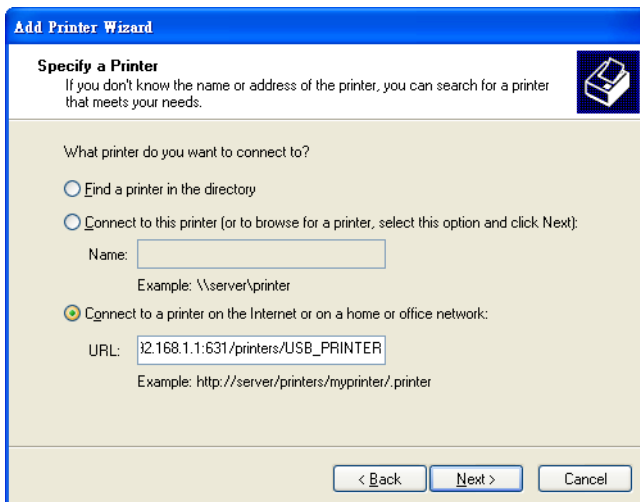 Add Printer Wizard
Specify a Printer
If you don't know the name or address of the printer, you can search for a printer
that meets your needs.
What printer do you want to connect to?
Find a printer in the directory
Connect to this printer (or to browse for a printer, select this option and click Next):
Name:
Example: \\server\printer
Connect to a printer on the Internet or on a home or office network:
URL: 92.168.1.1:631/printers/USB_PRINTER
Example: http://server/printers/myprinter/.printer
< Back Next > Cancel